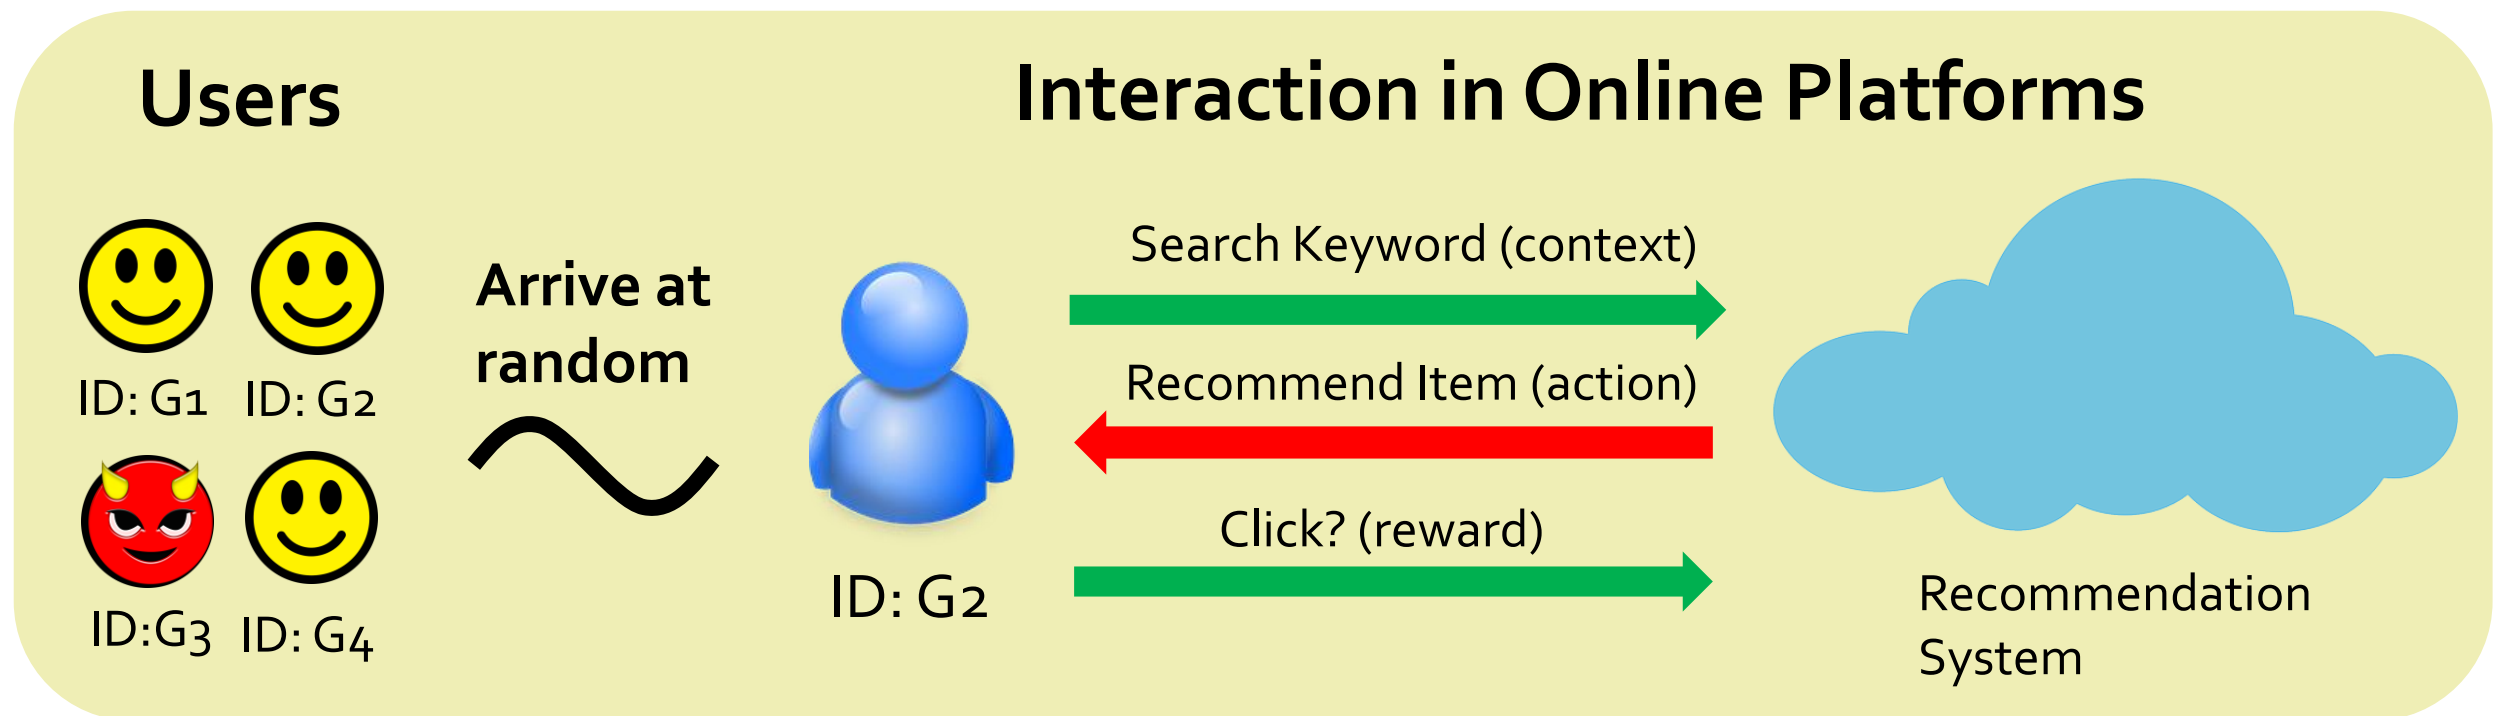 Users
Interaction in Online Platforms
ID: G1
ID: G2
ID:G3
ID: G4
Arrive at
random
ID: G2
Search Keyword (context)
Recommend Item (action)
Click? (reward)
Recommendation
System